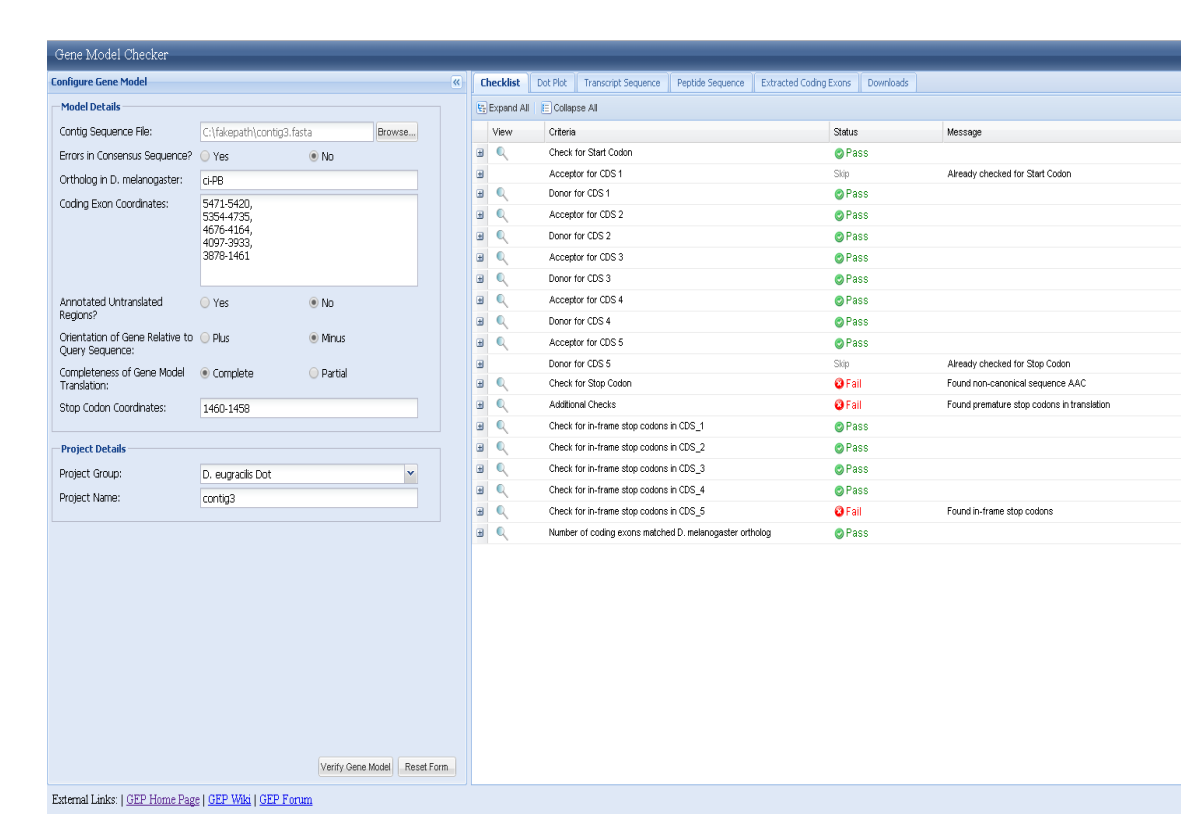 Gene Model Checker
Configure Gene Model
Model Details
Contig Sequence File: C:\fakepath\contig3.fasta Browse...
Errors in Consensus Sequence? Yes No
Ortholog in D. melanogaster: ci-PB
Coding Exon Coordinates: 5471-5420,
5354-4735,
4676-4164,
4097-3933,
3878-1461
Annotated Untranslated Yes No
Regions?
Orientation of Gene Relative to Plus Minus
Query Sequence:
Completeness of Gene Model Complete Partial
Translation:
Stop Codon Coordinates: 1460-1458
Project Details
Project Group: D. eugracilis Dot
Project Name: contig3
Verify Gene Model Reset Form
Checklist Dot Plot Transcript Sequence Peptide Sequence Extracted Coding Exons Downloads
Expand All Collapse All
View Criteria Status Message
Check for Start Codon Pass
Acceptor for CDS 1 Skip Already checked for Start Codon
Donor for CDS 1 Pass
Acceptor for CDS 2 Pass
Donor for CDS 2 Pass
Acceptor for CDS 3 Pass
Donor for CDS 3 Pass
Acceptor for CDS 4 Pass
Donor for CDS 4 Pass
Acceptor for CDS 5 Pass
Donor for CDS 5 Skip Already checked for Stop Codon
Check for Stop Codon Fail Found non-canonical sequence AAC
Additional Checks Fail Found premature stop codons in translation
Check for in-frame stop codons in CDS_1 Pass
Check for in-frame stop codons in CDS_2 Pass
Check for in-frame stop codons in CDS_3 Pass
Check for in-frame stop codons in CDS_4 Pass
Check for in-frame stop codons in CDS_5 Fail Found in-frame stop codons
Number of coding exons matched D. melanogaster ortholog Pass
External Links: | GEP Home Page | GEP Wiki | GEP Forum